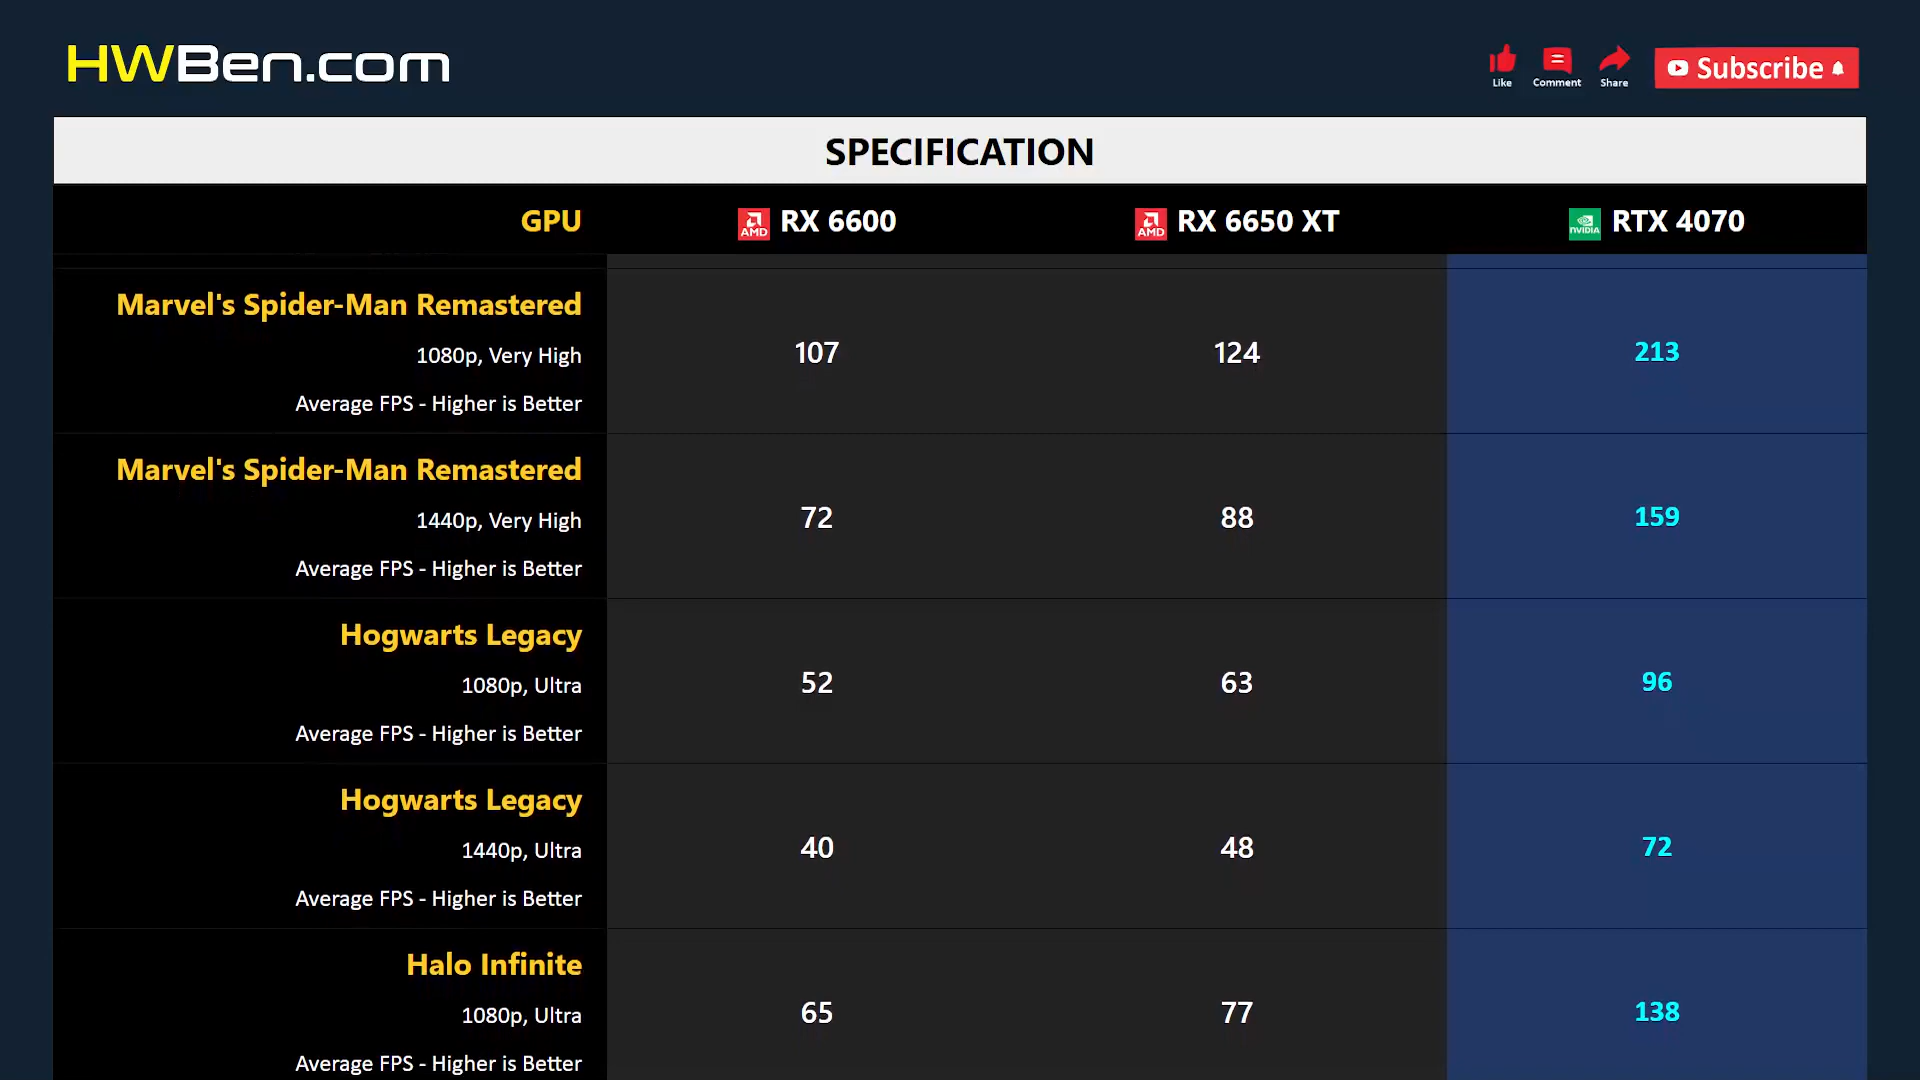 HWBen.com
Like Comment Share Subscribe
SPECIFICATION
GPU AMD RX 6600 AMD RX 6650 XT NVIDIA RTX 4070
Marvel's Spider-Man Remastered
1080p, Very High 107 124 213
Average FPS - Higher is Better
Marvel's Spider-Man Remastered
1440p, Very High 72 88 159
Average FPS - Higher is Better
Hogwarts Legacy
1080p, Ultra 52 63 96
Average FPS - Higher is Better
Hogwarts Legacy
1440p, Ultra 40 48 72
Average FPS - Higher is Better
Halo Infinite
1080p, Ultra 65 77 138
Average FPS - Higher is Better